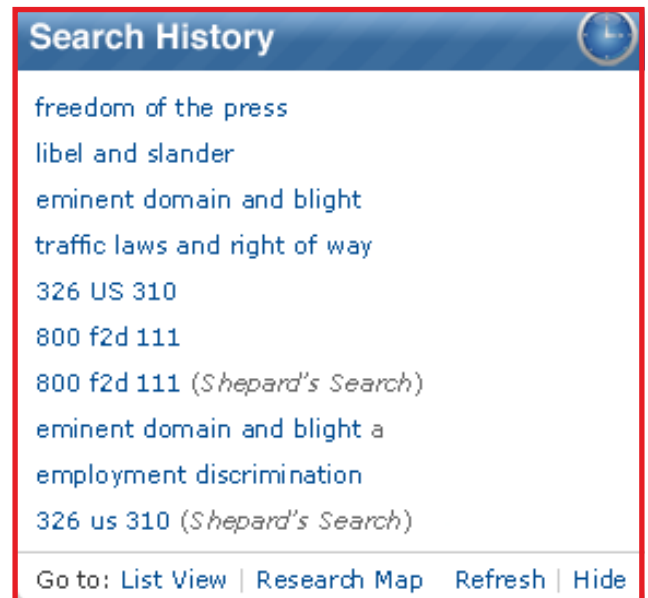 Search History
freedom of the press
libel and slander
eminent domain and blight
traffic laws and right of way
326 US 310
800 f2d 111
800 f2d 111 (Shepard's Search)
eminent domain and blight a
employment discrimination
326 us 310 (Shepard's Search)
Go to: List View | Research Map Refresh | Hide